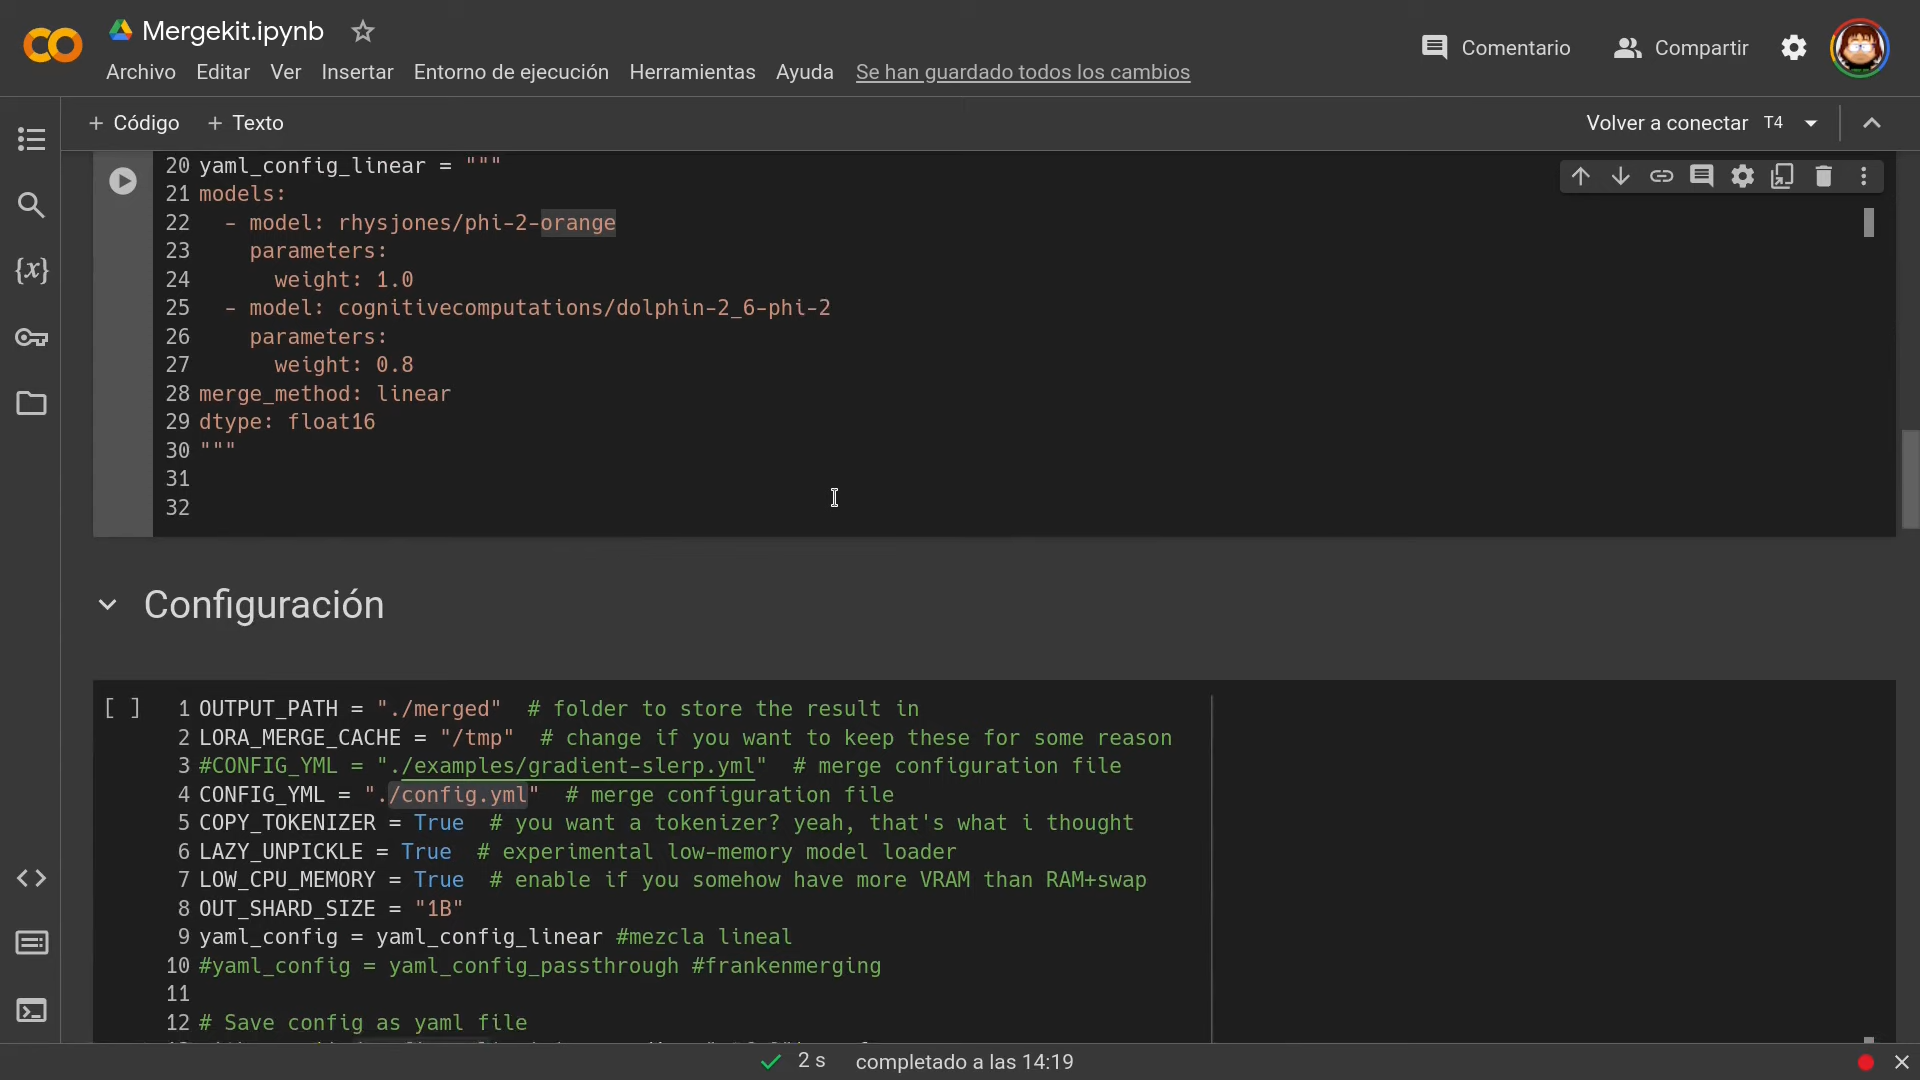 Mergekit.ipynb
Comentario
Compartir
Archivo Editar Ver Insertar Entorno de ejecución Herramientas Ayuda Se han guardado todos los cambios
+ Código + Texto
Volver a conectar T4
20 yaml_config_linear = """
21 models:
22   - model: rhysjones/phi-2-orange
23     parameters:
24       weight: 1.0
25   - model: cognitivecomputations/dolphin-2_6-phi-2
26     parameters:
27       weight: 0.8
28 merge_method: linear
29 dtype: float16
30 """
31
32
Configuración
[ ] 1 OUTPUT_PATH = "./merged"  # folder to store the result in
2 LORA_MERGE_CACHE = "/tmp"  # change if you want to keep these for some reason
3 #CONFIG_YML = "./examples/gradient-slerp.yml"  # merge configuration file
4 CONFIG_YML = "./config.yml"  # merge configuration file
5 COPY_TOKENIZER = True  # you want a tokenizer? yeah, that's what i thought
6 LAZY_UNPICKLE = True  # experimental low-memory model loader
7 LOW_CPU_MEMORY = True  # enable if you somehow have more VRAM than RAM+swap
8 OUT_SHARD_SIZE = "1B"
9 yaml_config = yaml_config_linear #mezcla lineal
10 #yaml_config = yaml_config_passthrough #frankenmerging
11
12 # Save config as yaml file
2 s completado a las 14:19